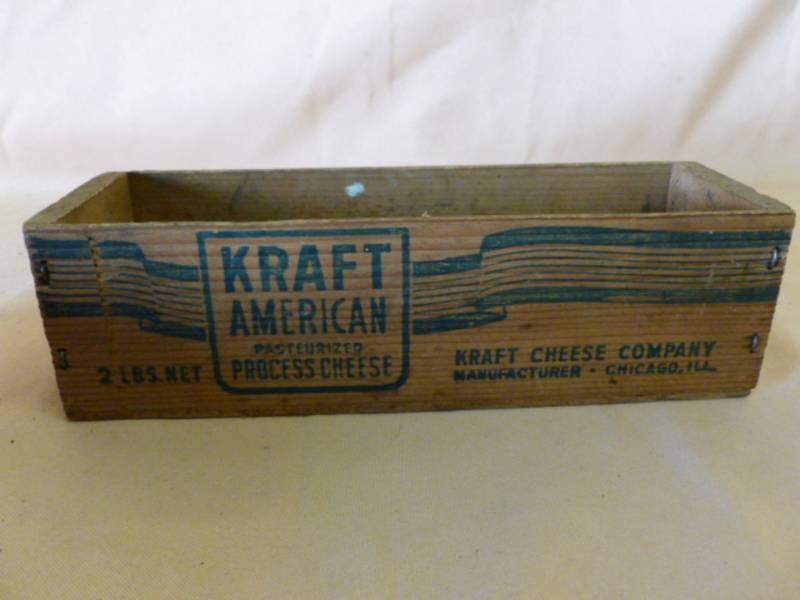 KRAFT
AMERICAN
PASTEURIZED
PROCESS CHEESE
2 LBS. NET
KRAFT CHEESE COMPANY
MANUFACTURER - CHICAGO, ILL.